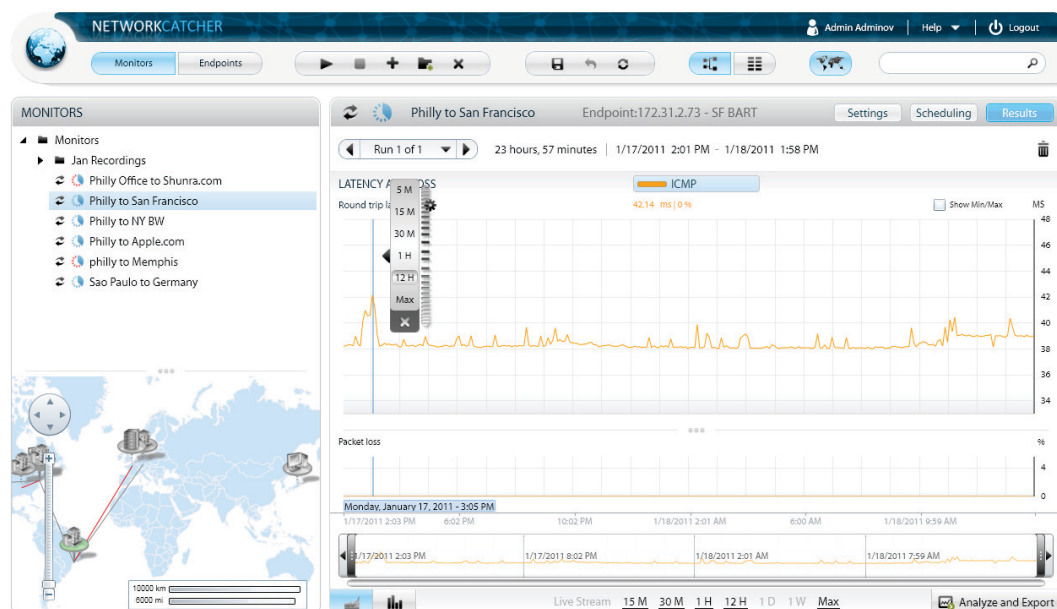 NETWORKCATCHER
Admin Adminov
Help
Logout
Monitors
Endpoints
MONITORS
Monitors
Jan Recordings
Philly Office to Shunra.com
Philly to San Francisco
Philly to NY BW
Philly to Apple.com
philly to Memphis
Sao Paulo to Germany
10000 km
6000 mi
Philly to San Francisco
Endpoint:172.31.2.73 - SF BART
Settings
Scheduling
Results
Run 1 of 1
23 hours, 57 minutes | 1/17/2011 2:01 PM - 1/18/2011 1:58 PM
LATENCY OSS
ICMP
Round trip la
42.14 ms|0 %
Show Min/Max
MS
5 M
15 M
30 M
1 H
12 H
Max
48
46
44
42
40
38
36
34
Packet loss
%
4
0
Monday, January 17, 2011 - 3:05 PM
1/17/2011 2:03 PM
6:02 PM
10:02 PM
1/18/2011 2:01 AM
6:00 AM
1/18/2011 9:59 AM
1/17/2011 2:03 PM
1/17/2011 8:02 PM
1/18/2011 2:01 AM
1/18/2011 7:59 AM
Live Stream 15 M 30 M 1 H 12 H 1 D 1 W Max
Analyze and Export